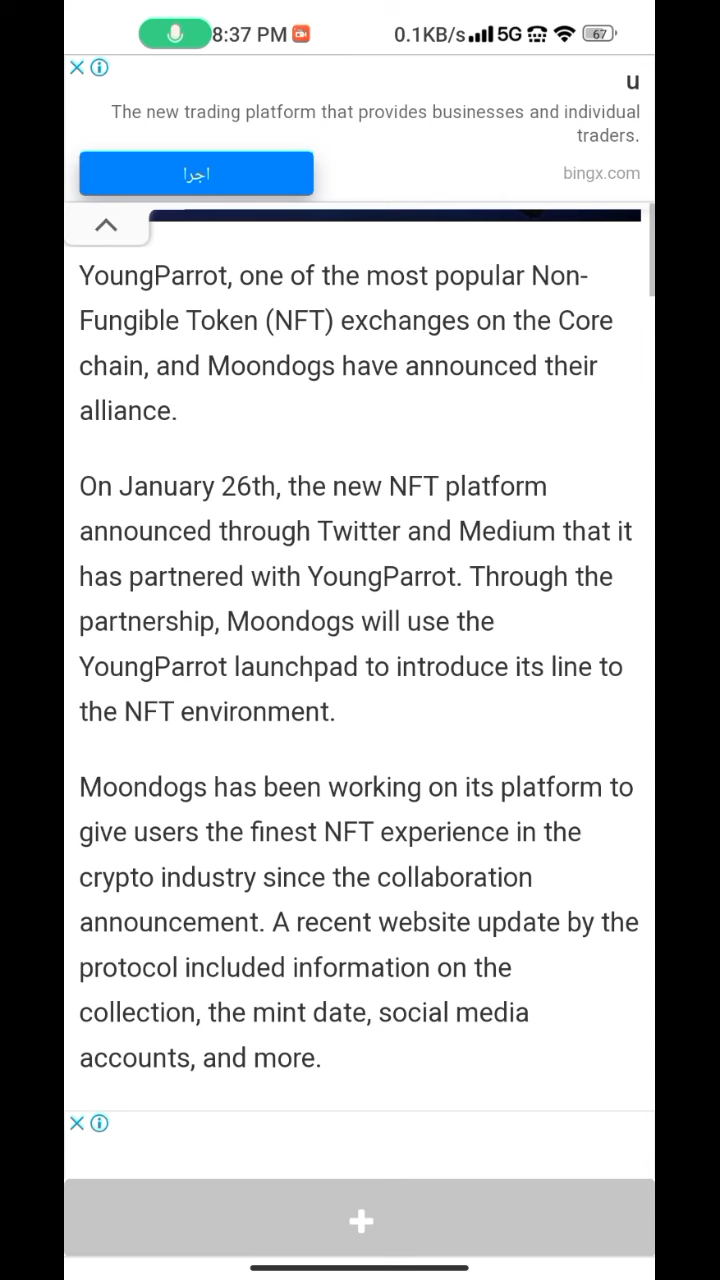 8:37 PM 0.1KB/s 5G 67
u
The new trading platform that provides businesses and individual
traders.
اجرا
bingx.com
YoungParrot, one of the most popular Non-
Fungible Token (NFT) exchanges on the Core
chain, and Moondogs have announced their
alliance.
On January 26th, the new NFT platform
announced through Twitter and Medium that it
has partnered with YoungParrot. Through the
partnership, Moondogs will use the
YoungParrot launchpad to introduce its line to
the NFT environment.
Moondogs has been working on its platform to
give users the finest NFT experience in the
crypto industry since the collaboration
announcement. A recent website update by the
protocol included information on the
collection, the mint date, social media
accounts, and more.